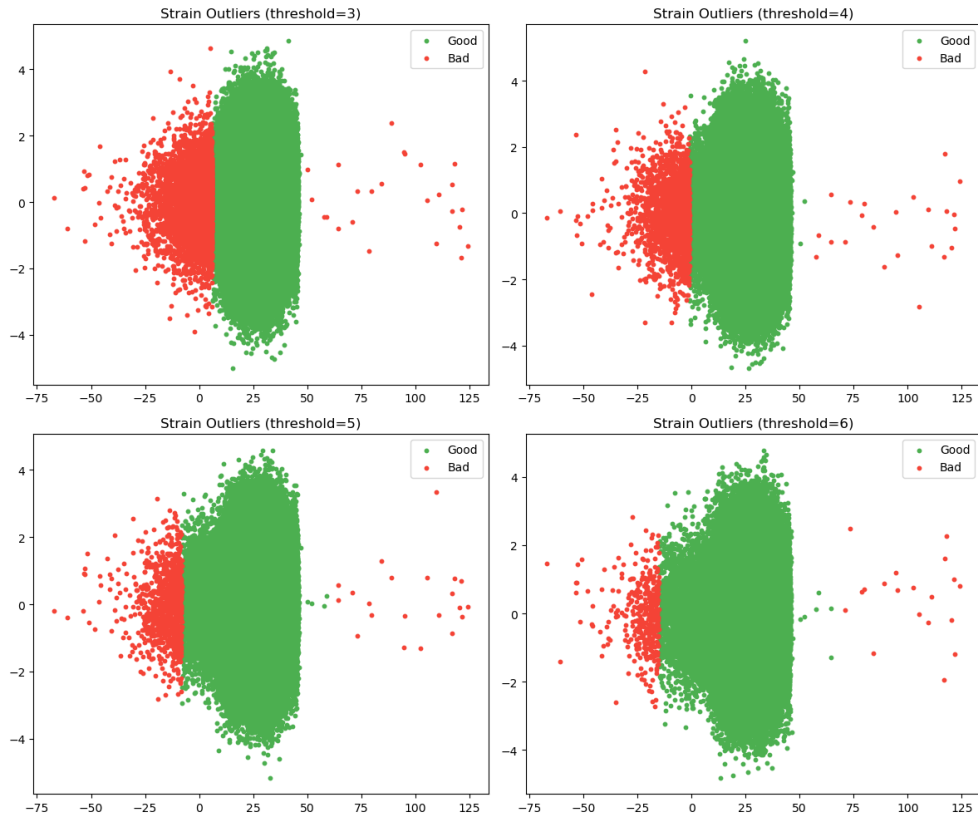 Strain Outliers (threshold=3)
Good
Bad
4
2
0
−2
−4
−75 −50 −25 0 25 50 75 100 125
Strain Outliers (threshold=4)
Good
Bad
4
2
0
−2
−4
−75 −50 −25 0 25 50 75 100 125
Strain Outliers (threshold=5)
Good
Bad
4
2
0
−2
−4
−75 −50 −25 0 25 50 75 100 125
Strain Outliers (threshold=6)
Good
Bad
4
2
0
−2
−4
−75 −50 −25 0 25 50 75 100 125